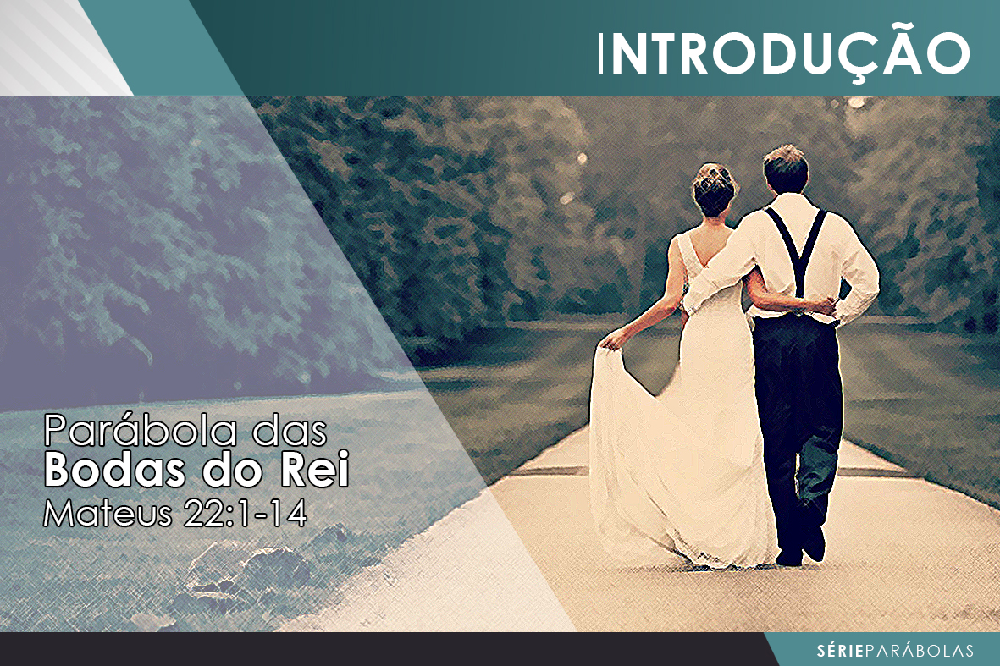 INTRODUÇÃO
Parábola das
Bodas do Rei
Mateus 22:1-14
SÉRIEPARÁBOLAS